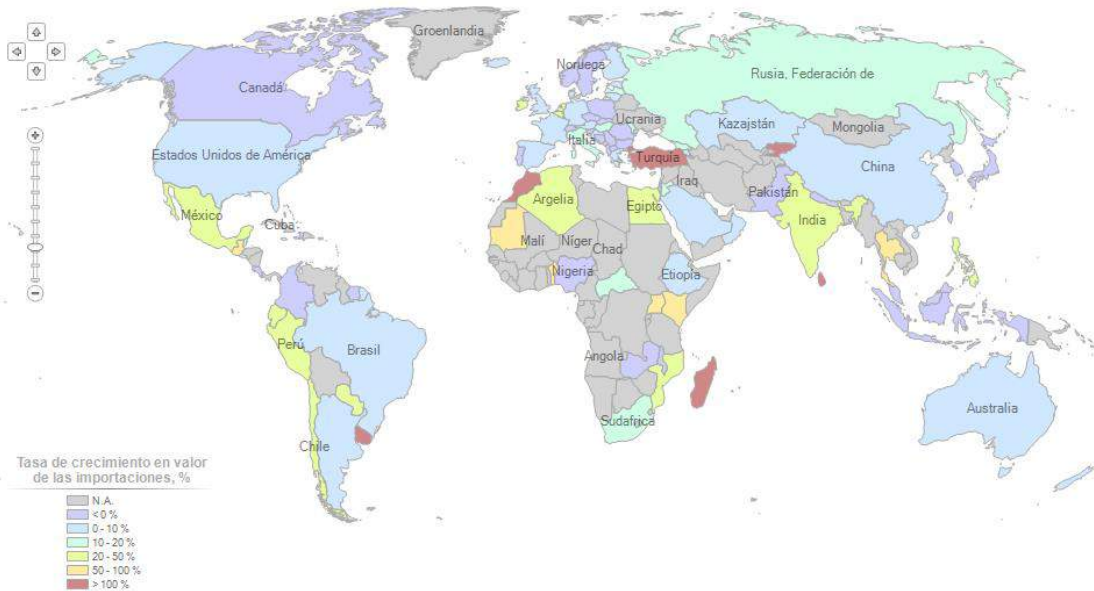 Groenlandia
Noruega
Rusia, Federación de
Canadá
Ucrania
Kazajstán
Mongolia
Italia
Estados Unidos de América
Turquía
China
Iraq
Pakistán
Argelia
Egipto
México
India
Cuba
Malí
Níger
Chad
Nigeria
Etiopía
Perú
Brasil
Angola
Australia
Sudáfrica
Chile
Tasa de crecimiento en valor
de las importaciones, %
N.A.
< 0 %
0 - 10 %
10 - 20 %
20 - 50 %
50 - 100 %
> 100 %